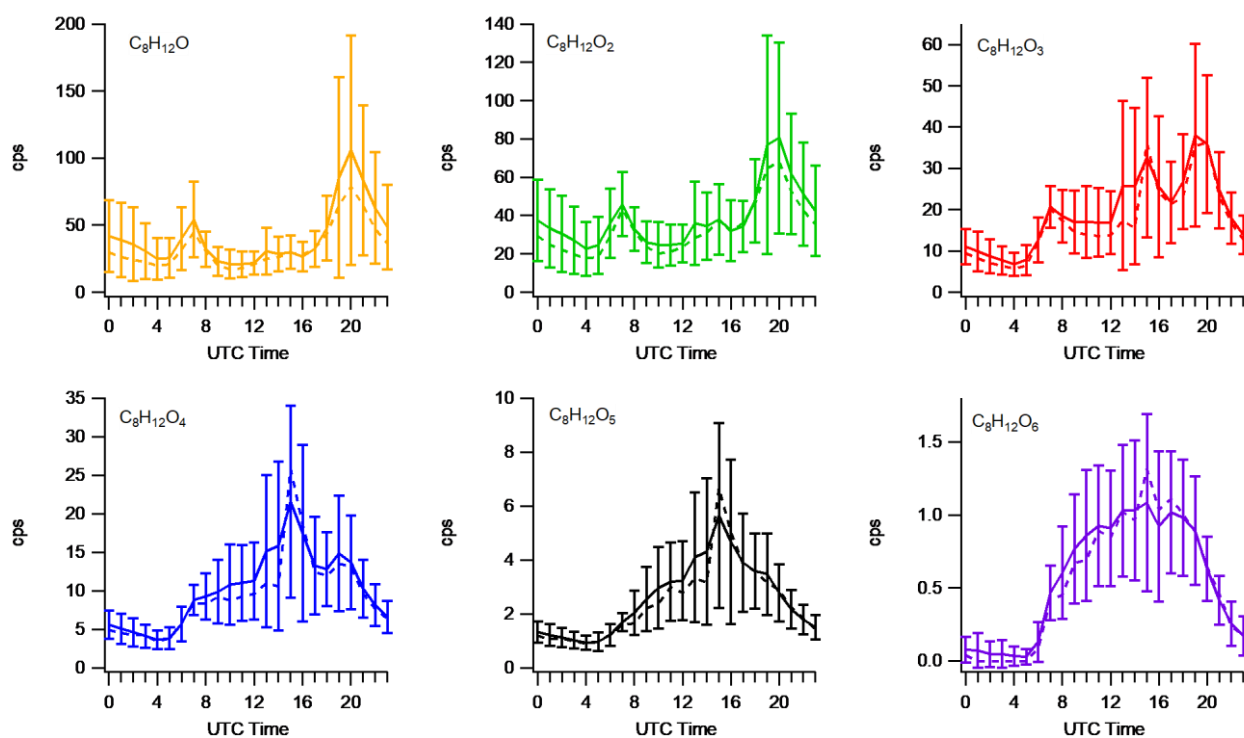 C₈H₁₂O
cps
200
150
100
50
0
0 4 8 12 16 20
UTC Time
C₈H₁₂O₂
cps
140
120
100
80
60
40
20
0
0 4 8 12 16 20
UTC Time
C₈H₁₂O₃
cps
60
50
40
30
20
10
0
0 4 8 12 16 20
UTC Time
C₈H₁₂O₄
cps
35
30
25
20
15
10
5
0
0 4 8 12 16 20
UTC Time
C₈H₁₂O₅
cps
10
8
6
4
2
0
0 4 8 12 16 20
UTC Time
C₈H₁₂O₆
cps
1.5
1.0
0.5
0.0
0 4 8 12 16 20
UTC Time